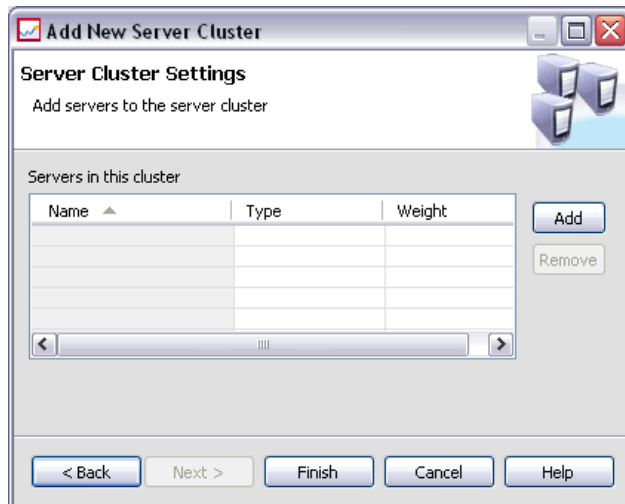 Add New Server Cluster
Server Cluster Settings
Add servers to the server cluster
Servers in this cluster
Name Type Weight
Add
Remove
< Back Next > Finish Cancel Help